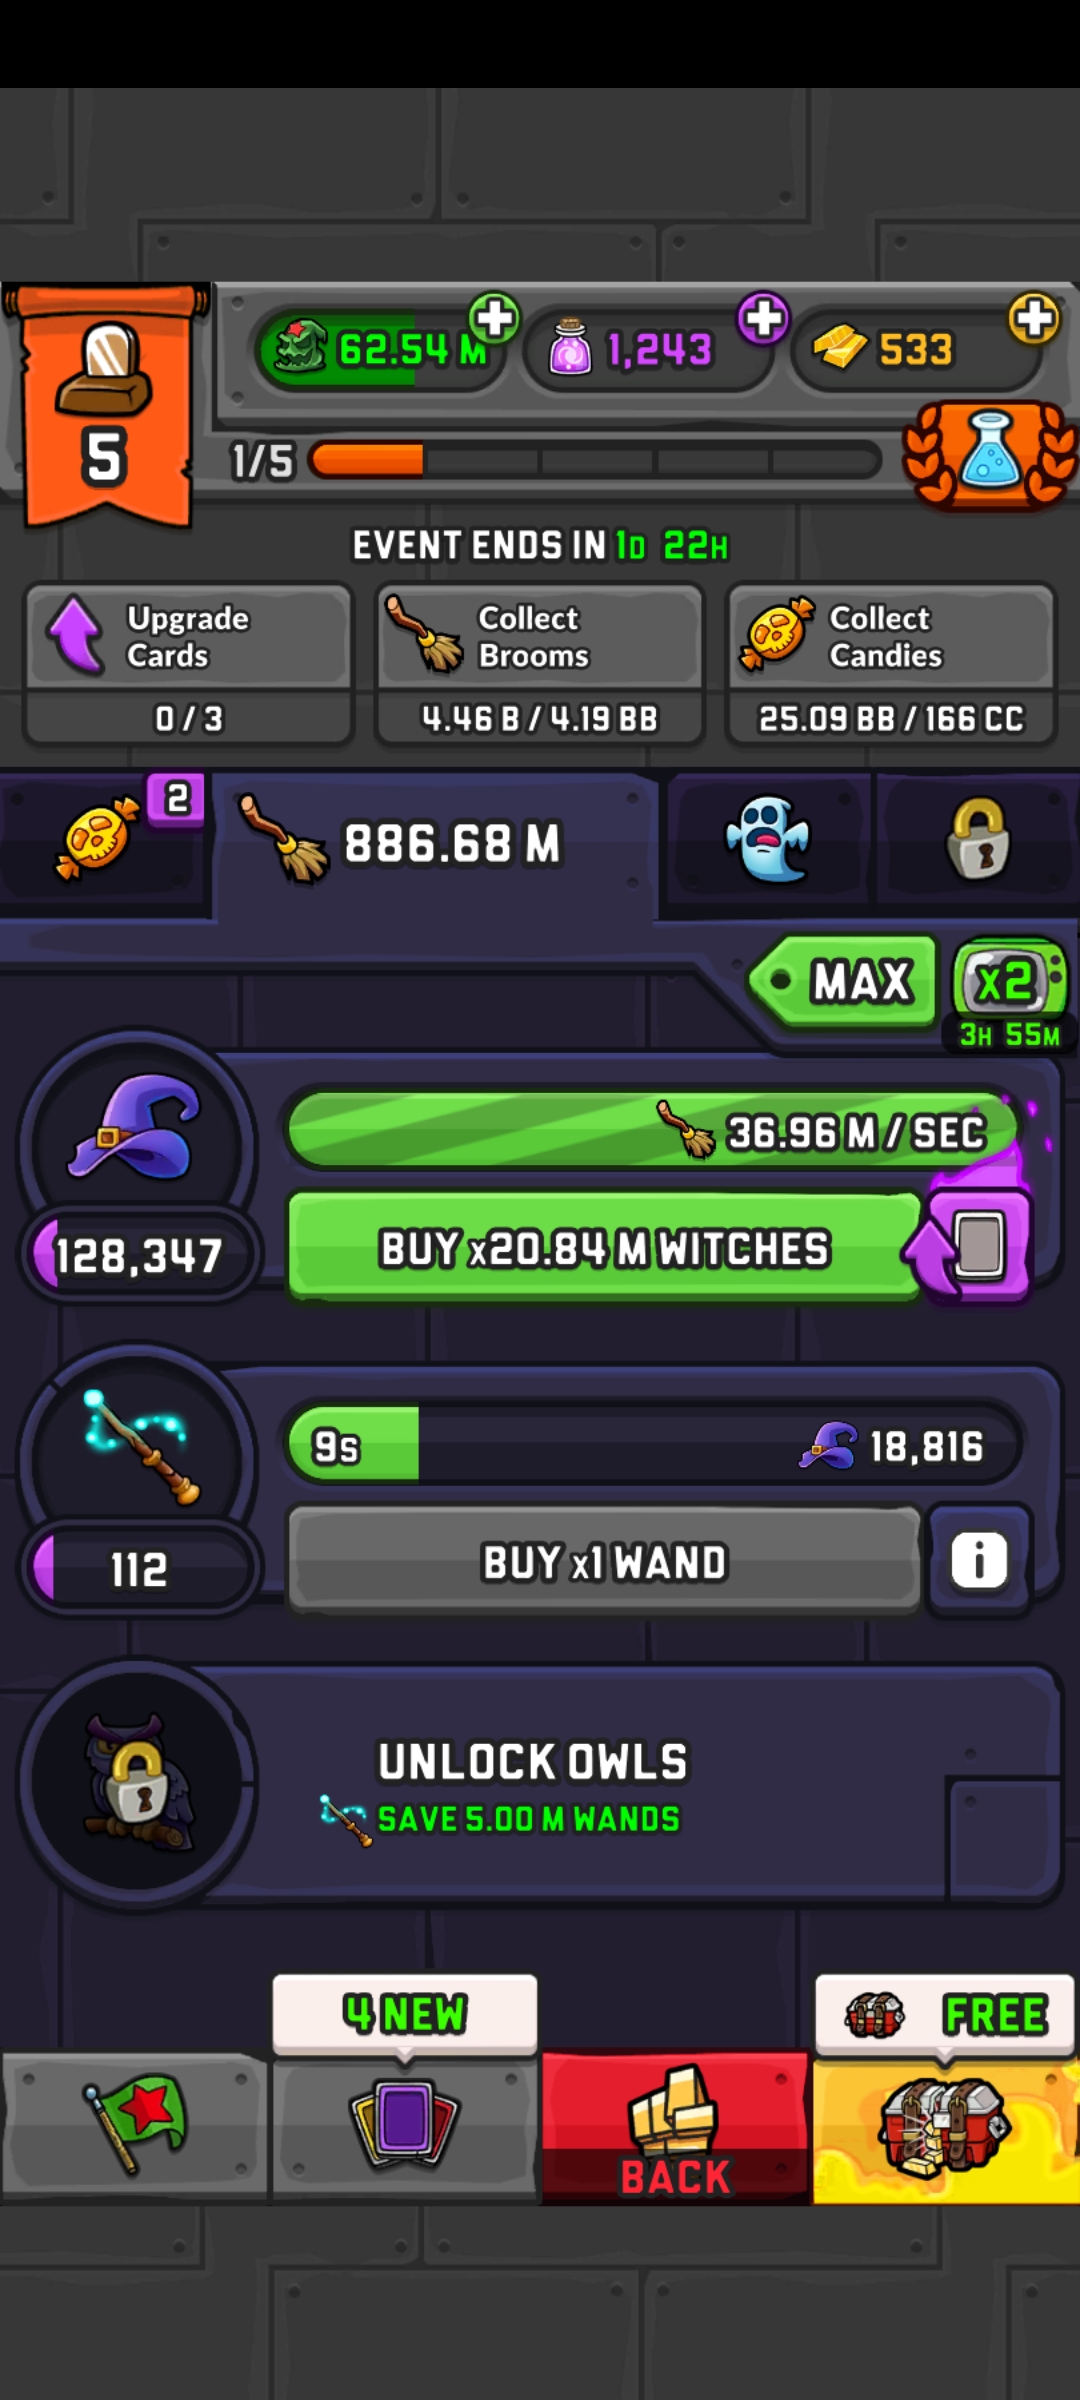 62.54 M
1,243
533
5
1/5
EVENT ENDS IN 1D 22H
Upgrade Cards
0 / 3
Collect Brooms
4.46 B / 4.19 BB
Collect Candies
25.09 BB / 166 CC
2
886.68 M
MAX
x2
3H 55M
36.96 M / SEC
128,347
BUY x20.84 M WITCHES
9S
18,816
112
BUY x1 WAND
i
UNLOCK OWLS
SAVE 5.00 M WANDS
4 NEW
FREE
BACK